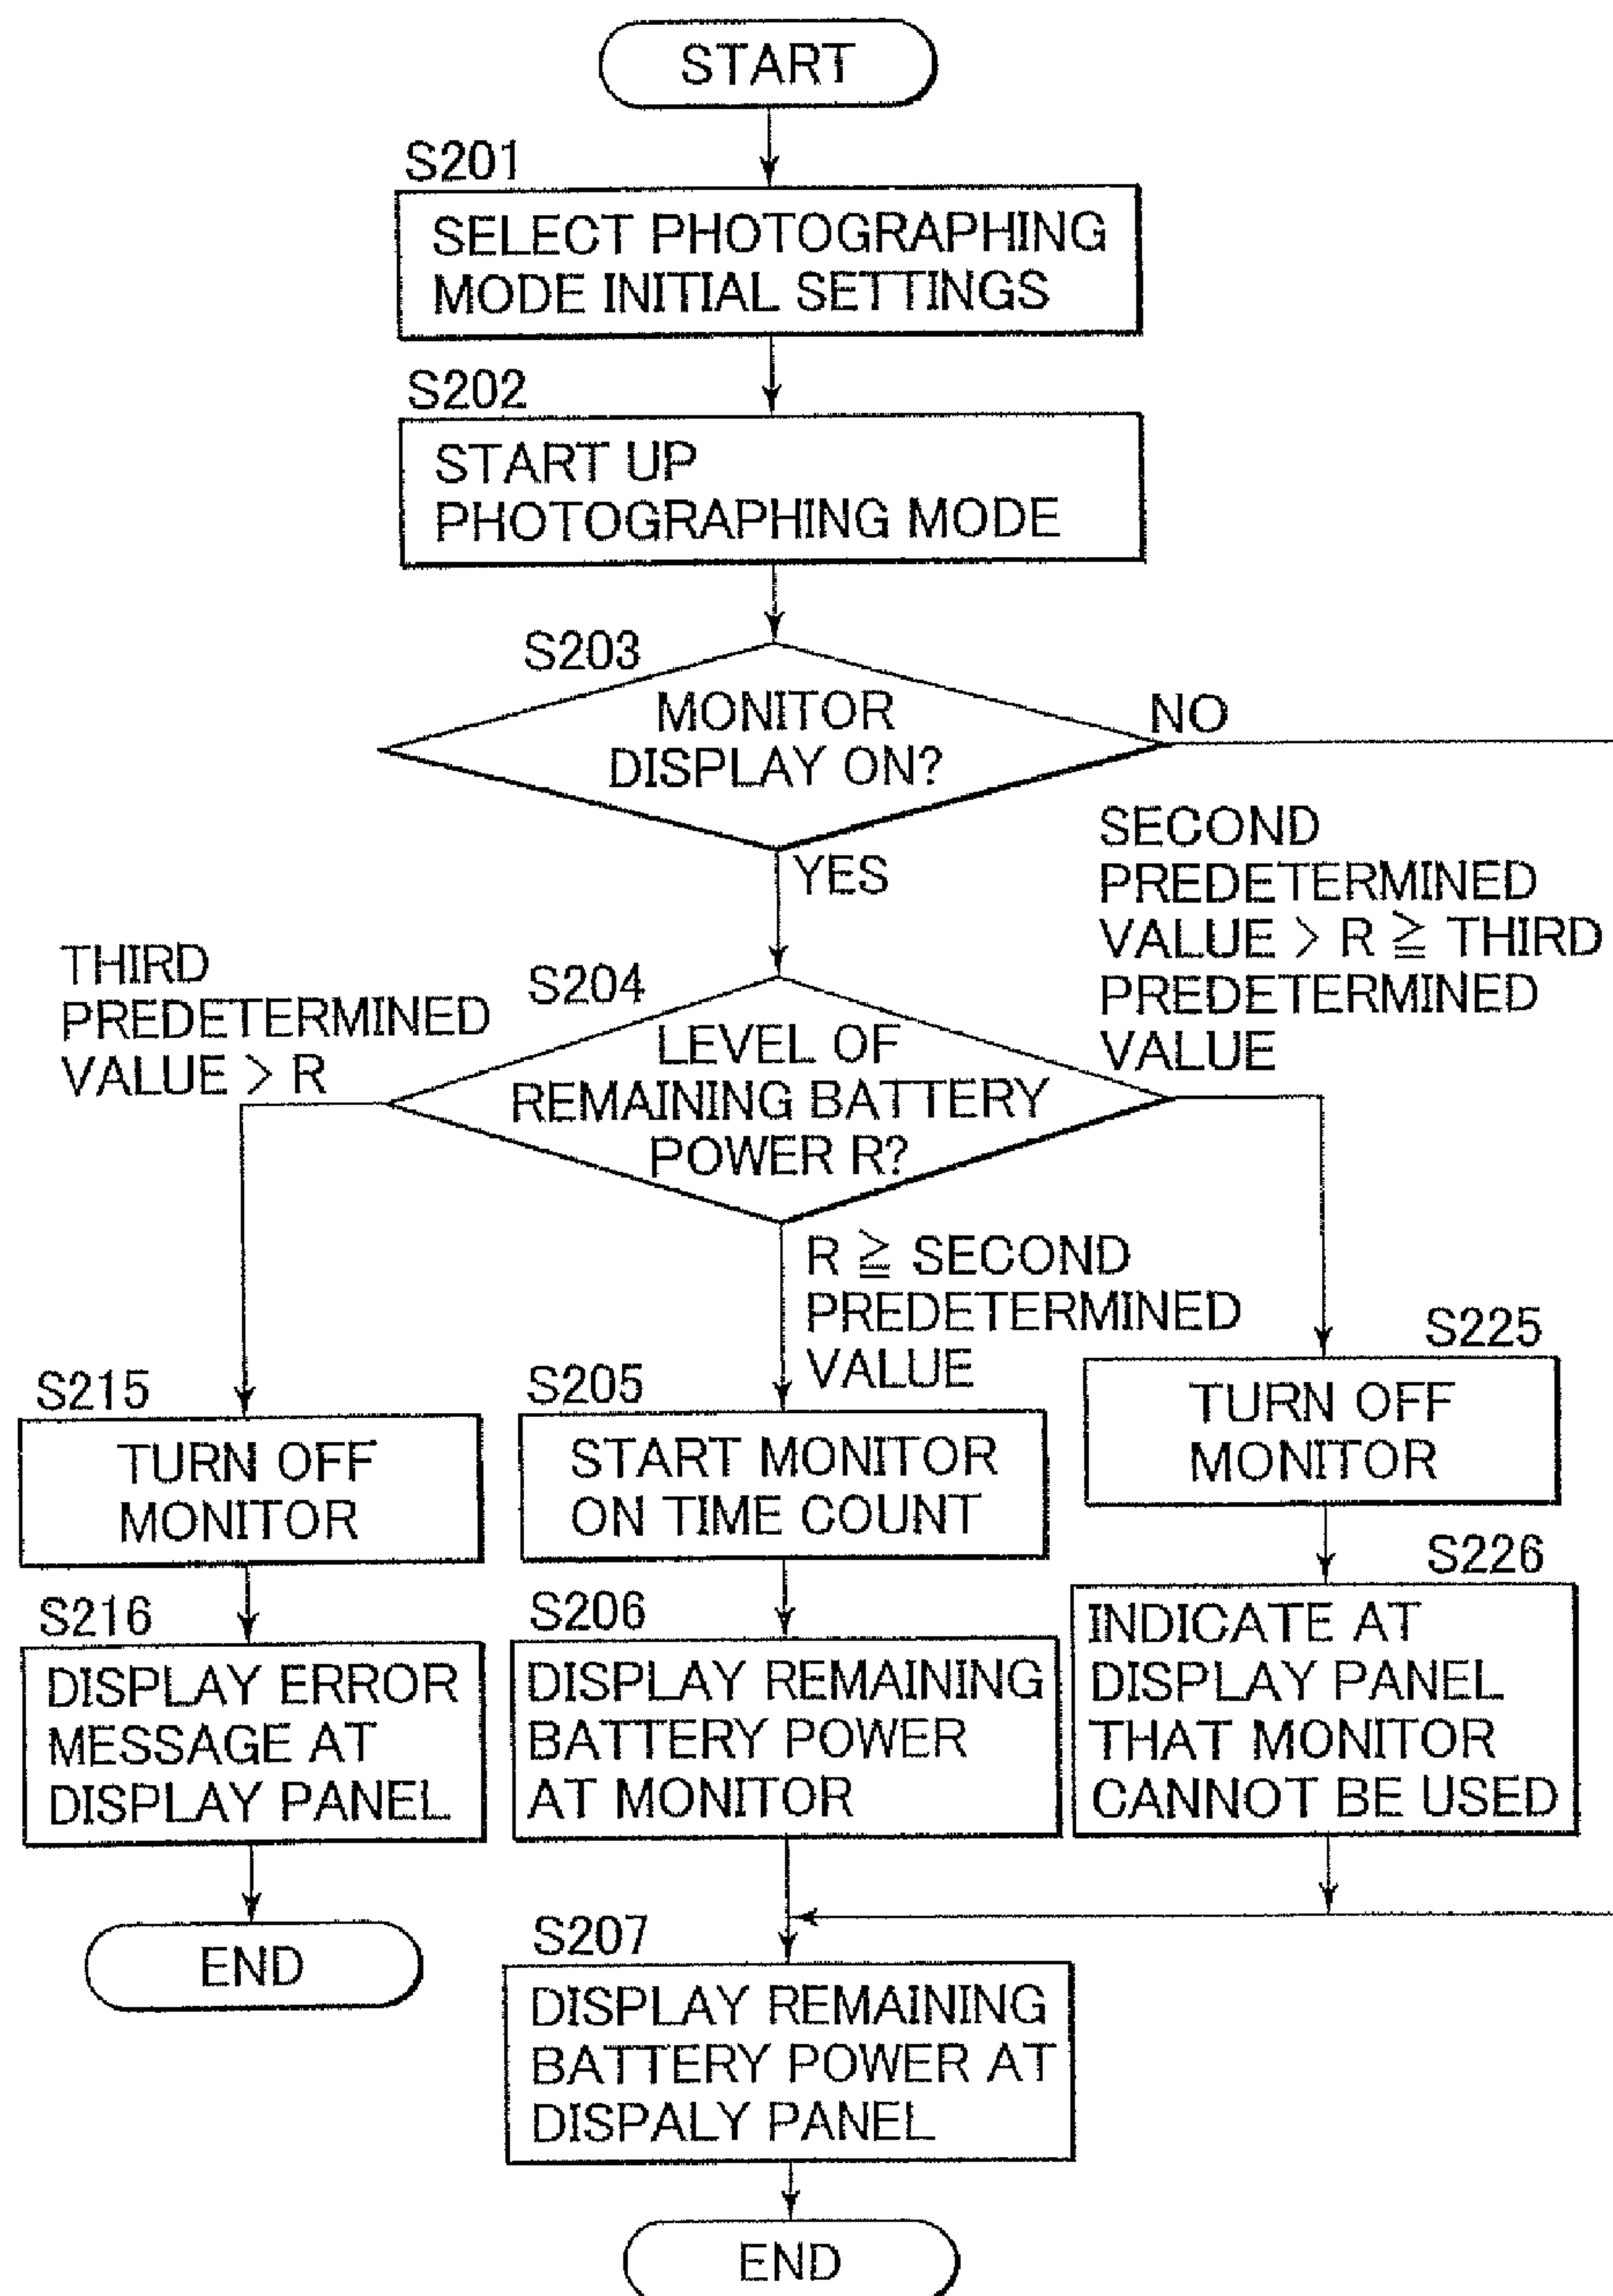 START
S201
SELECT PHOTOGRAPHING
MODE INITIAL SETTINGS
S202
START UP
PHOTOGRAPHING MODE
S203
MONITOR
DISPLAY ON?
NO
YES
SECOND
PREDETERMINED
VALUE > R ≧ THIRD
PREDETERMINED
VALUE
THIRD
PREDETERMINED
VALUE > R
S204
LEVEL OF
REMAINING BATTERY
POWER R?
R ≧ SECOND
PREDETERMINED
VALUE
S215
TURN OFF
MONITOR
S205
START MONITOR
ON TIME COUNT
S225
TURN OFF
MONITOR
S216
DISPLAY ERROR
MESSAGE AT
DISPLAY PANEL
S206
DISPLAY REMAINING
BATTERY POWER
AT MONITOR
S226
INDICATE AT
DISPLAY PANEL
THAT MONITOR
CANNOT BE USED
END
S207
DISPLAY REMAINING
BATTERY POWER AT
DISPALY PANEL
END